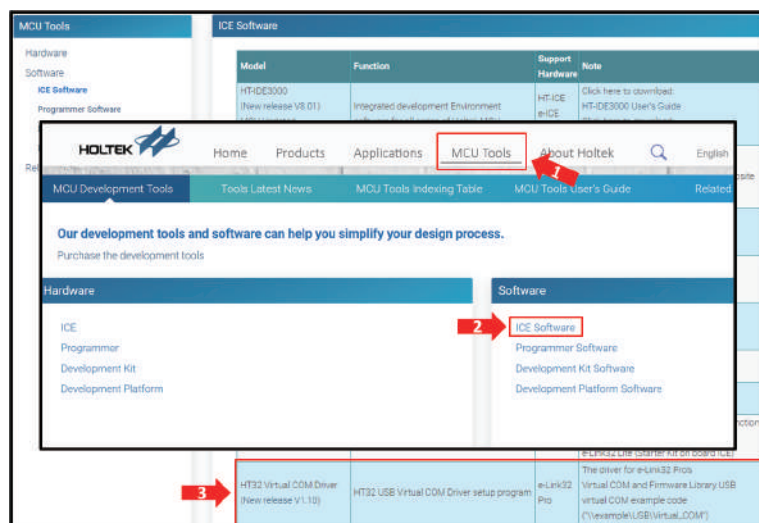 MCU Tools
Hardware
Software
ICE Software
Programmer Software
ICE Software
Model Function Support Hardware Note
HT-IDE3000
(New release V8.01)
Integrated development Environment
HT-ICE
e-ICE
Click here to download:
HT-IDE3000 User's Guide
HOLTEK
Home Products Applications MCU Tools About Holtek English
1
MCU Development Tools Tools Latest News MCU Tools Indexing Table MCU Tools User's Guide Related
Our development tools and software can help you simplify your design process.
Purchase the development tools
Hardware
ICE
Programmer
Development Kit
Development Platform
Software
2
ICE Software
Programmer Software
Development Kit Software
Development Platform Software
e-Link32 Lite (Starter Kit on board ICE)
3
HT32 Virtual COM Driver
(New release V1.10)
HT32 USB Virtual COM Driver setup program
e-Link32
Pro
The driver for e-Link32 Pro's
Virtual COM and Firmware Library USB
virtual COM example code
("\\example\USB\Virtual_COM")